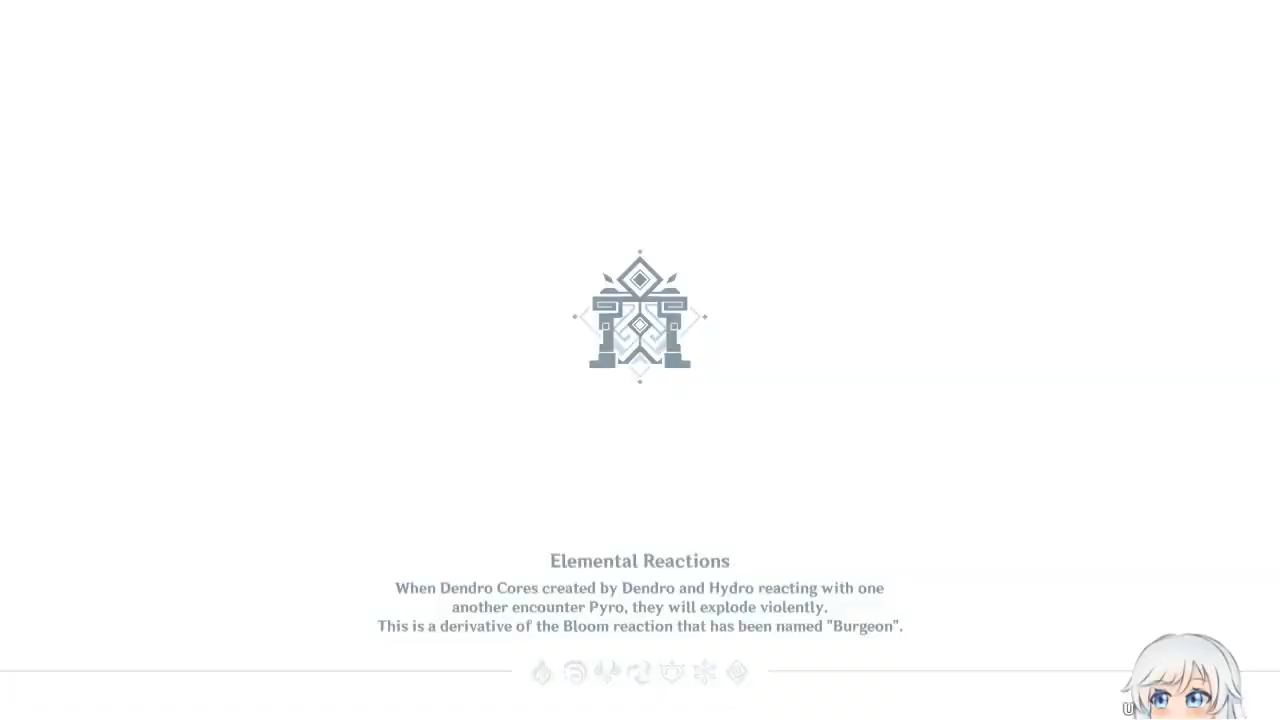 Elemental Reactions
When Dendro Cores created by Dendro and Hydro reacting with one
another encounter Pyro, they will explode violently.
This is a derivative of the Bloom reaction that has been named "Burgeon".
U